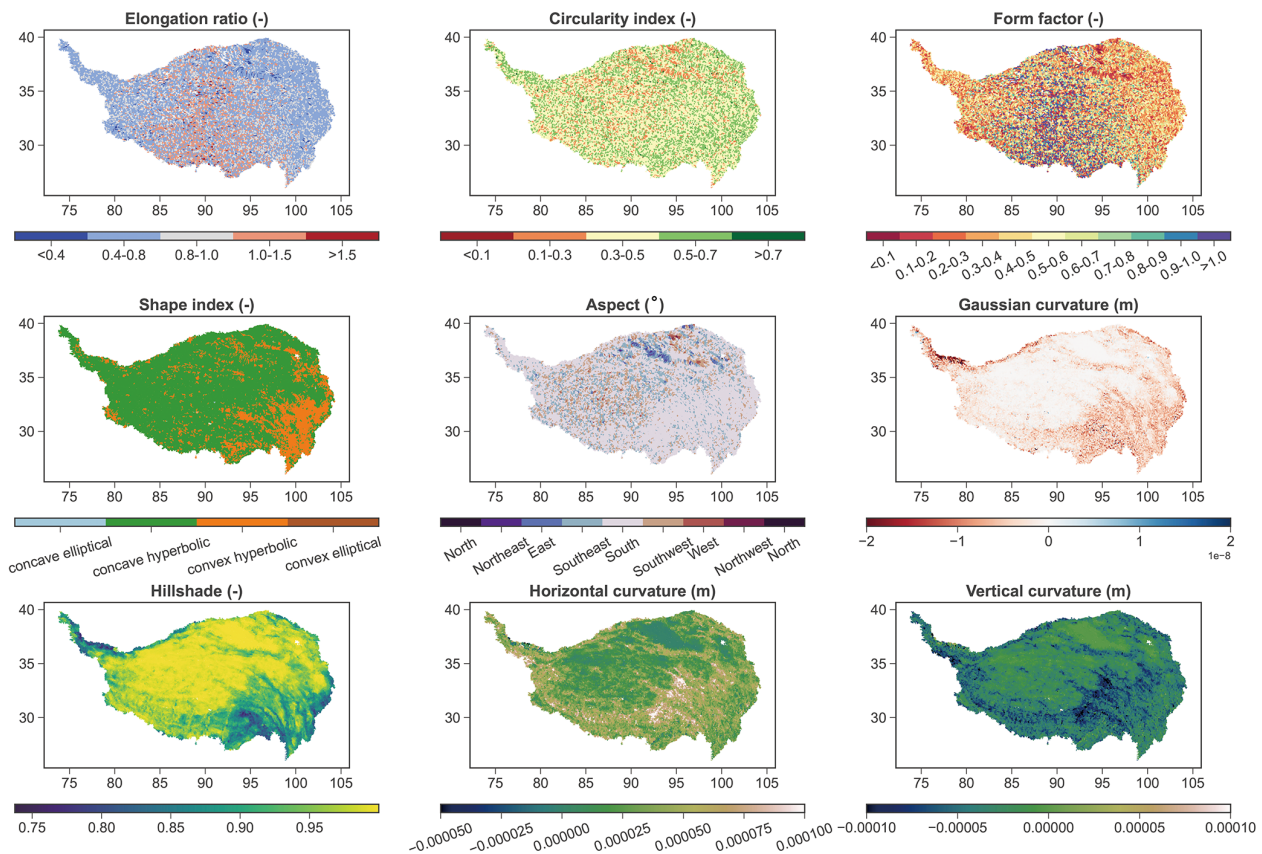 Elongation ratio (-) Circularity index (-) Form factor (-)
40 40 40
35 35 35
30 30 30
75 80 85 90 95 100 105 75 80 85 90 95 100 105 75 80 85 90 95 100 105
<0.4 0.4-0.8 0.8-1.0 1.0-1.5 >1.5 <0.1 0.1-0.3 0.3-0.5 0.5-0.7 >0.7 <0.1 0.1-0.2 0.2-0.3 0.3-0.4 0.4-0.5 0.5-0.6 0.6-0.7 0.7-0.8 0.8-0.9 0.9-1.0 >1.0
Shape index (-) Aspect (°) Gaussian curvature (m)
40 40 40
35 35 35
30 30 30
75 80 85 90 95 100 105 75 80 85 90 95 100 105 75 80 85 90 95 100 105
concave elliptical concave hyperbolic convex hyperbolic convex elliptical North Northeast East Southeast South Southwest West Northwest North −2 −1 0 1 2
1e−8
Hillshade (-) Horizontal curvature (m) Vertical curvature (m)
40 40 40
35 35 35
30 30 30
75 80 85 90 95 100 105 75 80 85 90 95 100 105 75 80 85 90 95 100 105
0.75 0.80 0.85 0.90 0.95 −0.000050 −0.000025 0.000000 0.000025 0.000050 0.000075 0.000100 −0.00010 −0.00005 0.00000 0.00005 0.00010